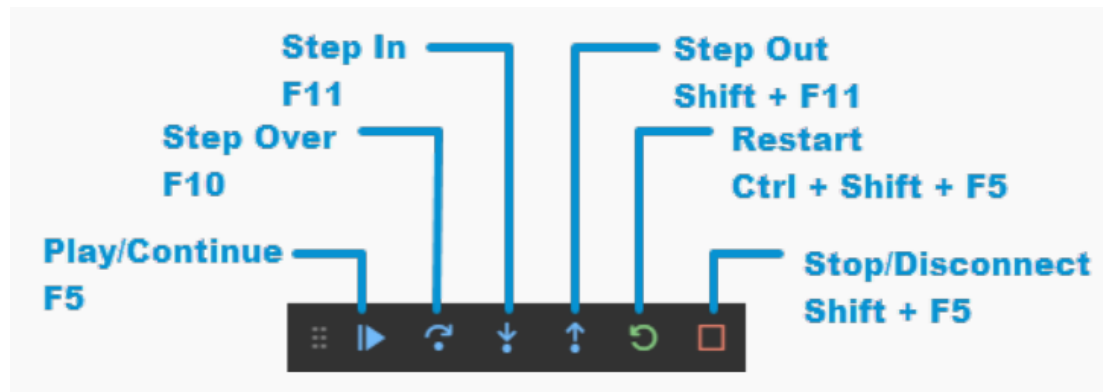 Step In
F11
Step Out
Shift + F11
Step Over
F10
Restart
Ctrl + Shift + F5
Play/Continue
F5
Stop/Disconnect
Shift + F5